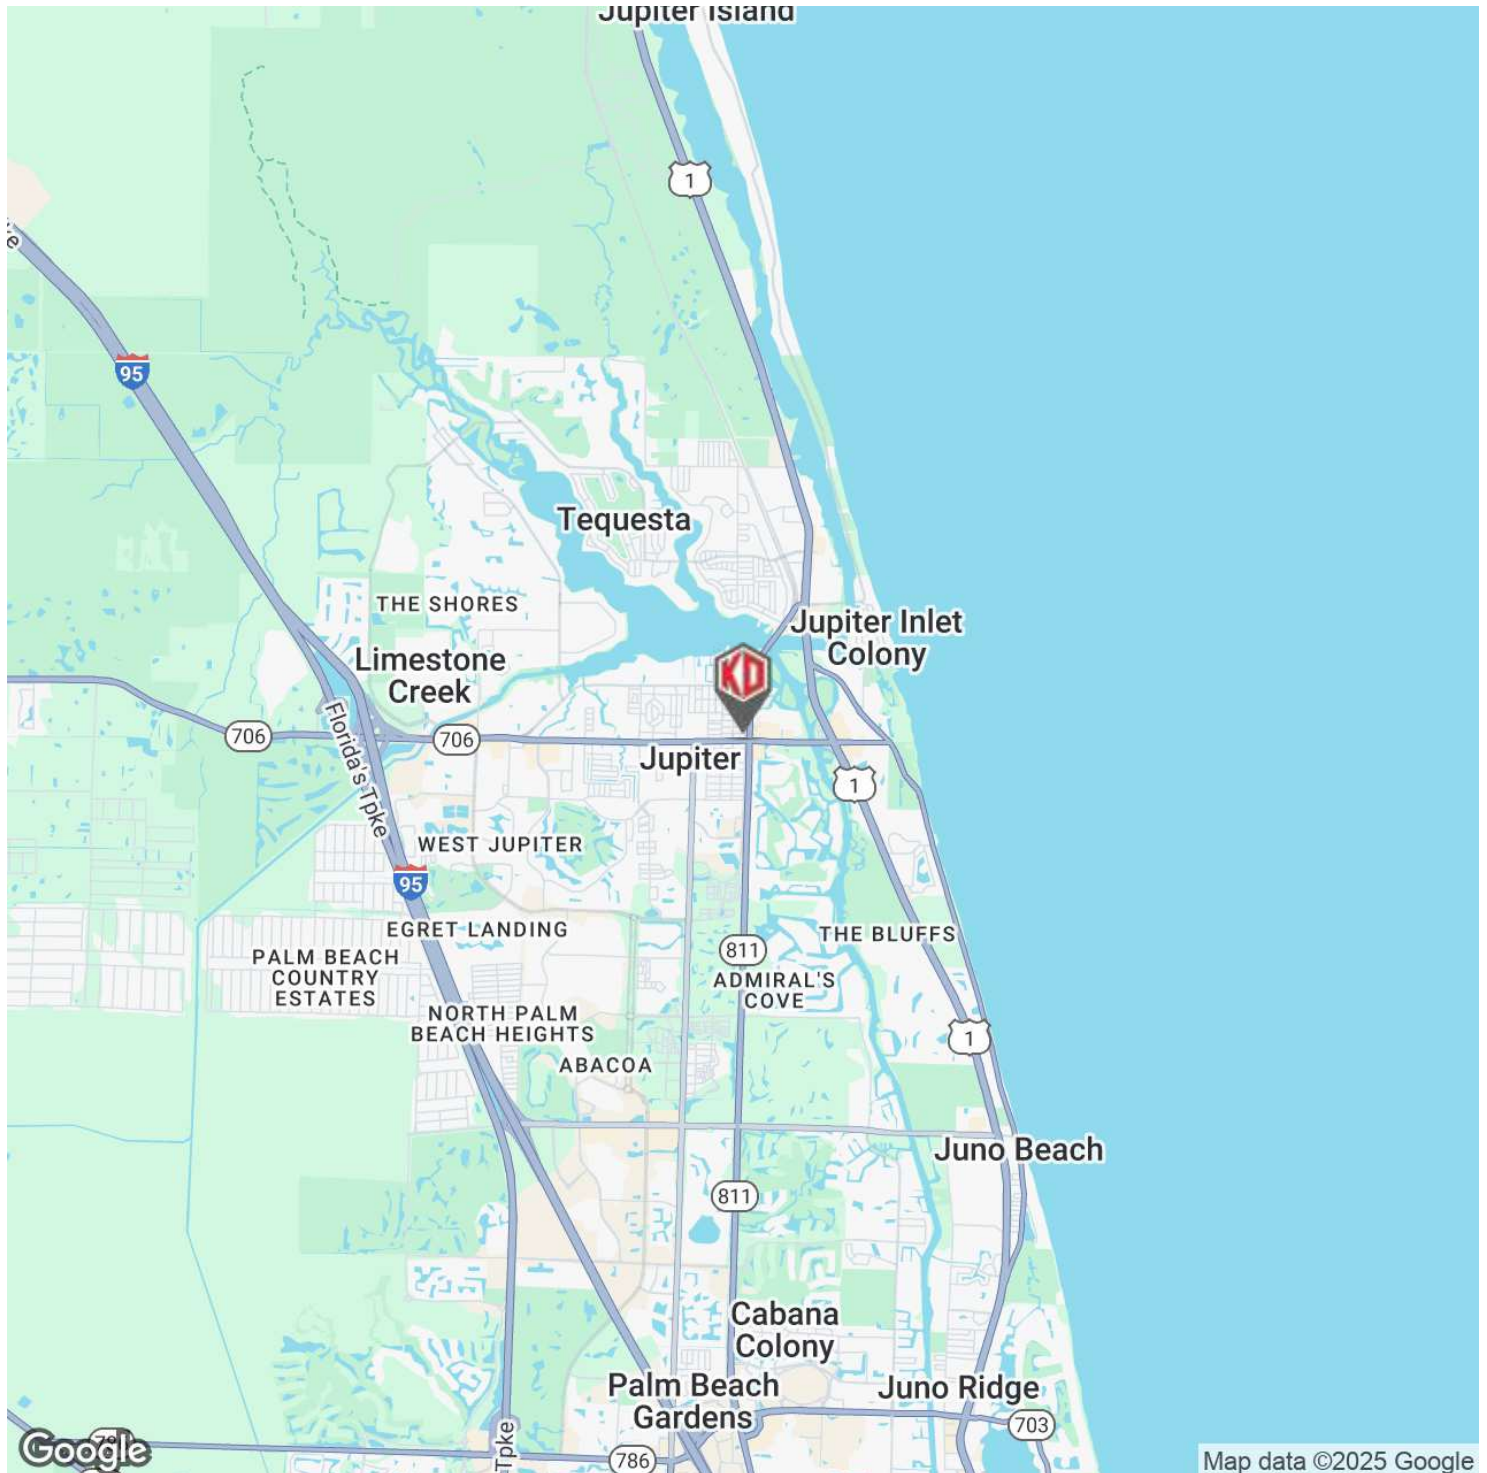 Jupiter Island
1
95
Tequesta
THE SHORES
Jupiter Inlet
Colony
Limestone
Creek
KD
706
706
Florida's Tpke
Jupiter
1
WEST JUPITER
95
EGRET LANDING
THE BLUFFS
811
PALM BEACH
COUNTRY
ESTATES
ADMIRAL'S
COVE
NORTH PALM
BEACH HEIGHTS
1
ABACOA
Juno Beach
811
Cabana
Colony
Palm Beach
Gardens
Juno Ridge
703
Tpke
786
Google
Map data ©2025 Google